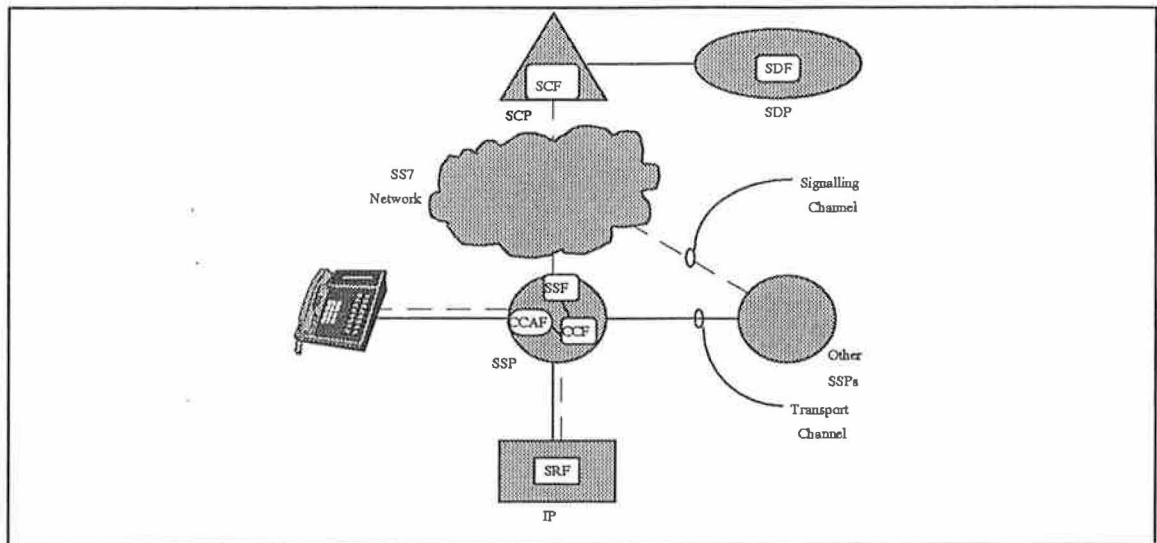 SCF
SDF
SCP
SDP
SS7
Network
Signalling
Channel
SSF
CCAF
CCF
SSP
Other
SSPs
Transport
Channel
SRF
IP